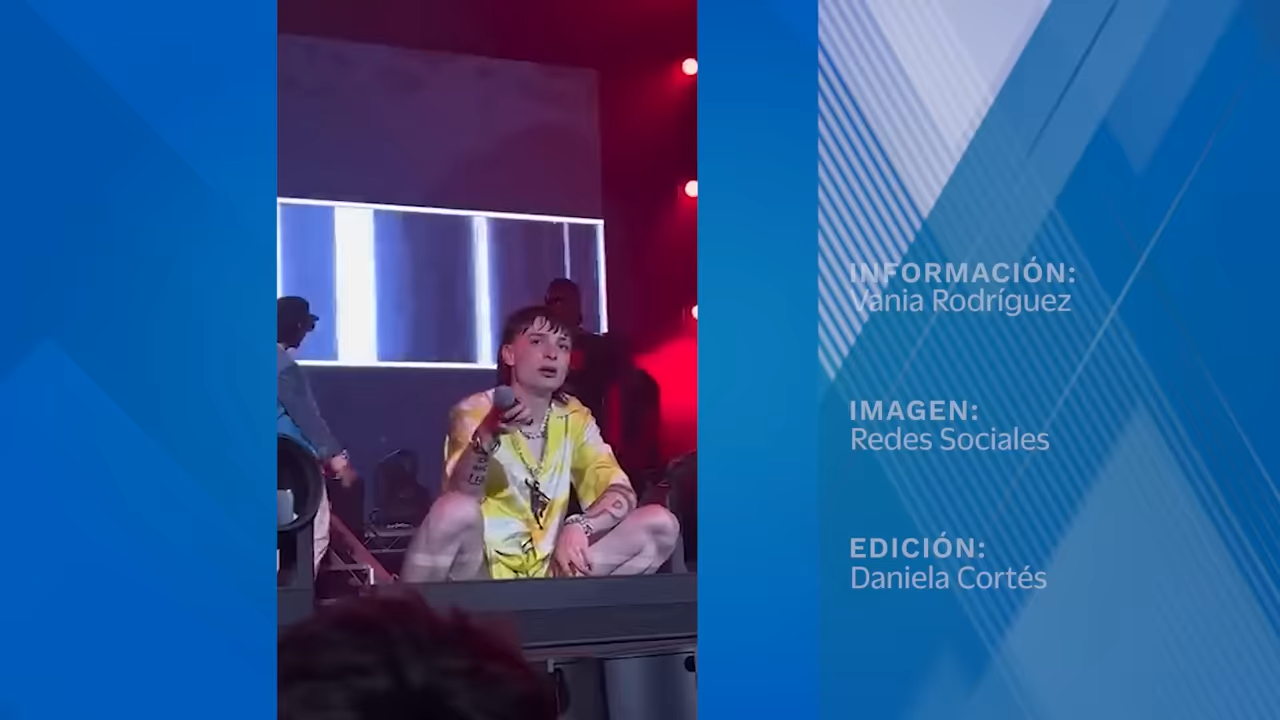 INFORMACIÓN:
Vania Rodríguez
IMAGEN:
Redes Sociales
EDICIÓN:
Daniela Cortés